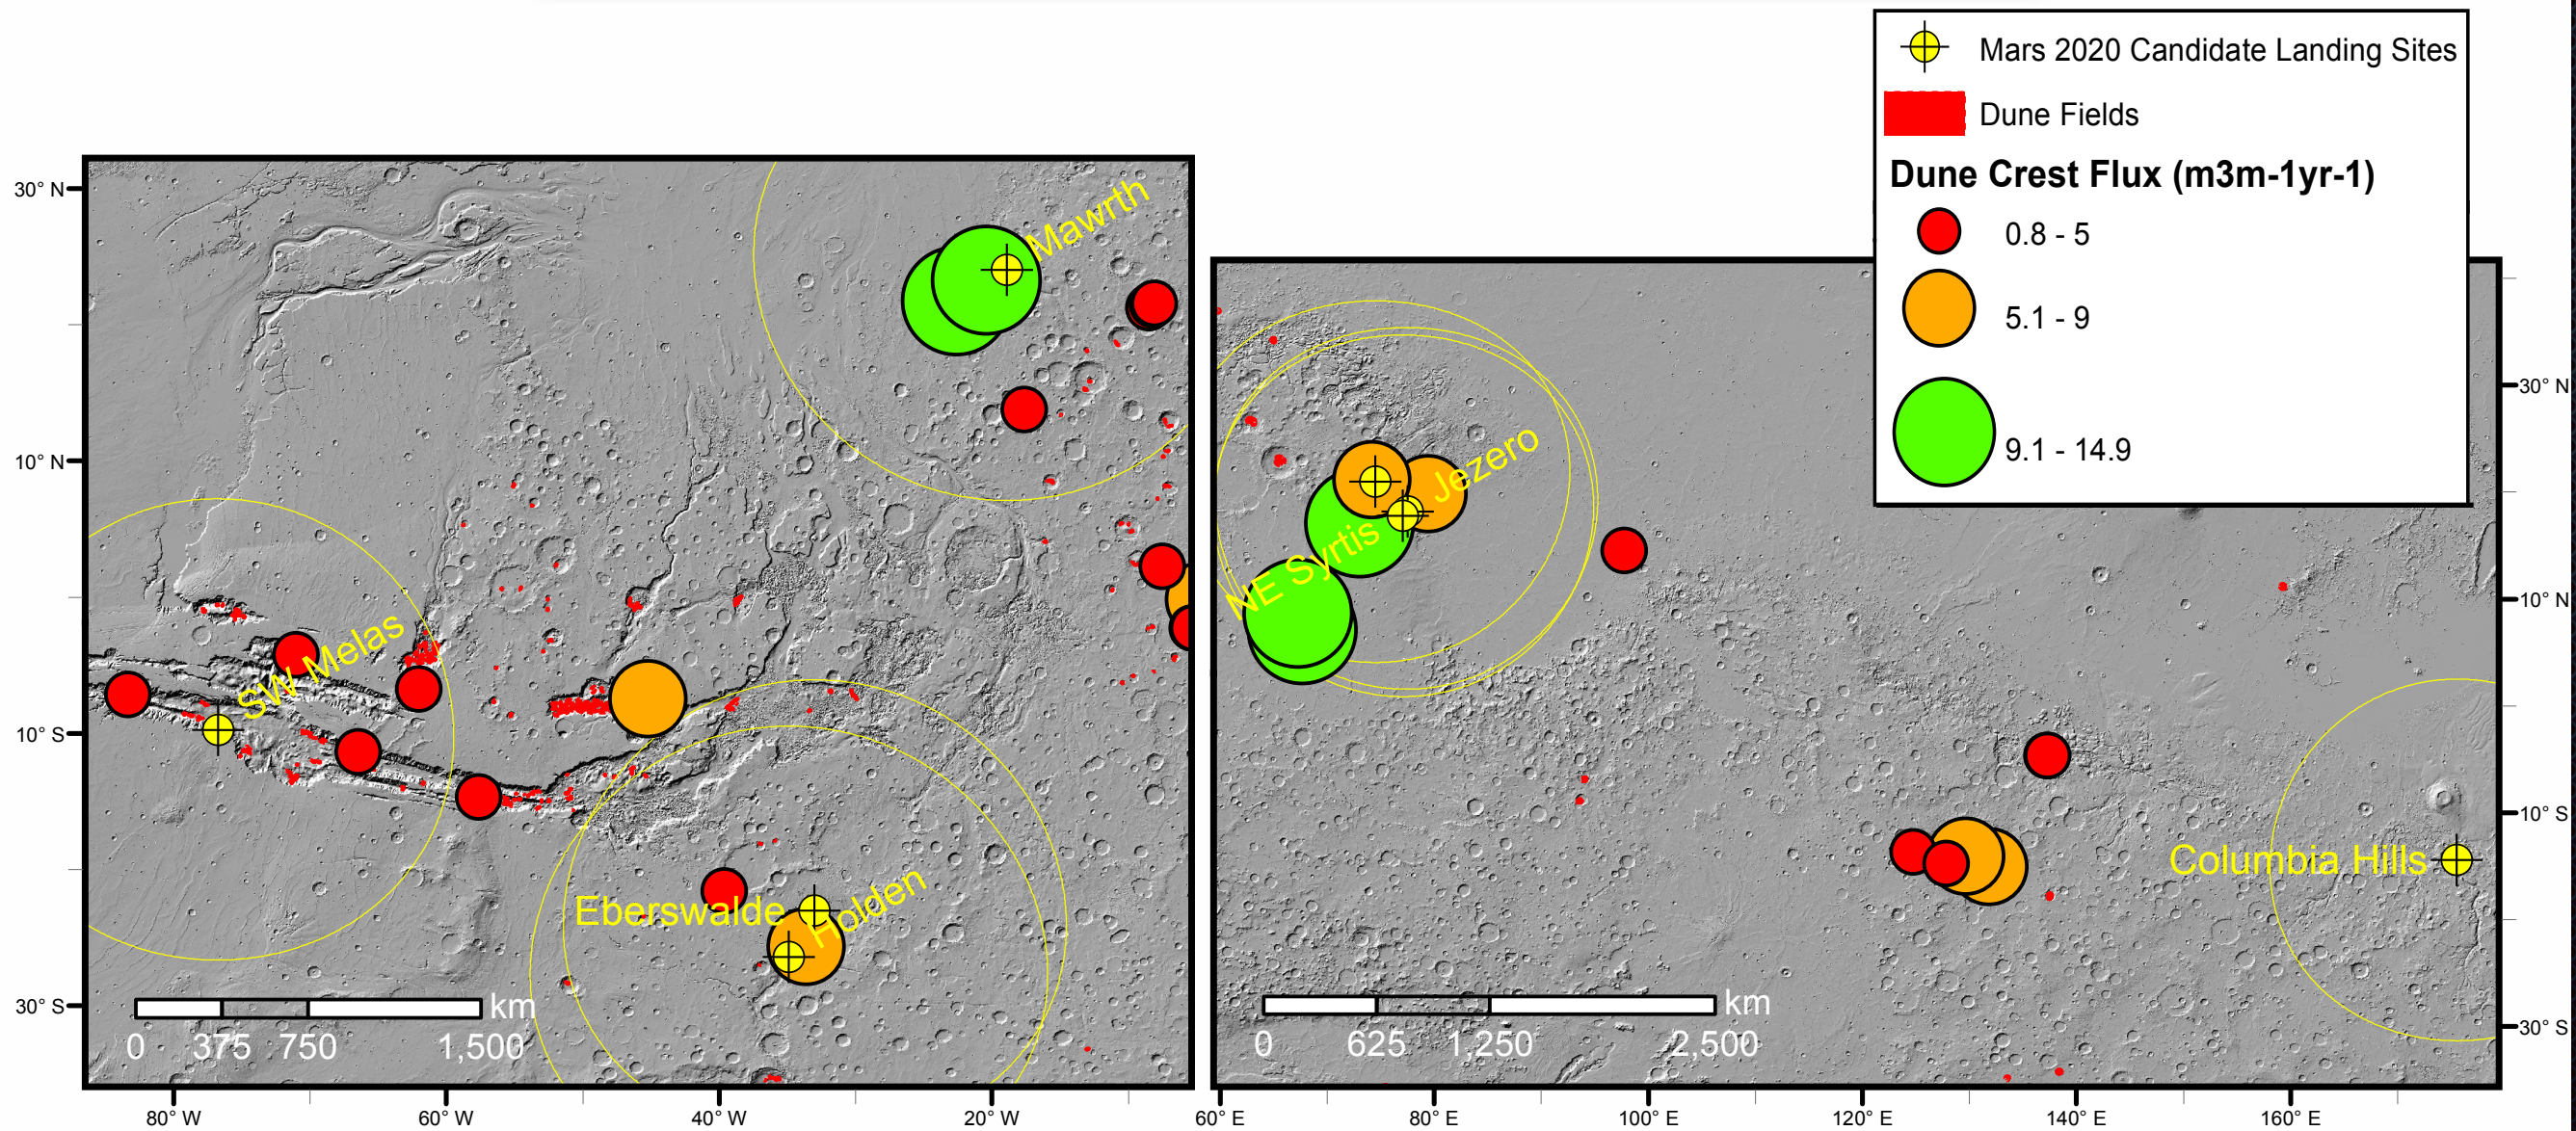 Mars 2020 Candidate Landing Sites
Dune Fields
Dune Crest Flux (m3m-1yr-1)
0.8 - 5
5.1 - 9
9.1 - 14.9
30° N
10° N
10° S
30° S
80° W
60° W
40° W
20° W
Mawrth
SW Melas
Eberswalde
Holden
km
0
375
750
1,500
Jezero
NE Syrtis
Columbia Hills
km
0
625
1,250
2,500
30° N
10° N
10° S
30° S
60° E
80° E
100° E
120° E
140° E
160° E